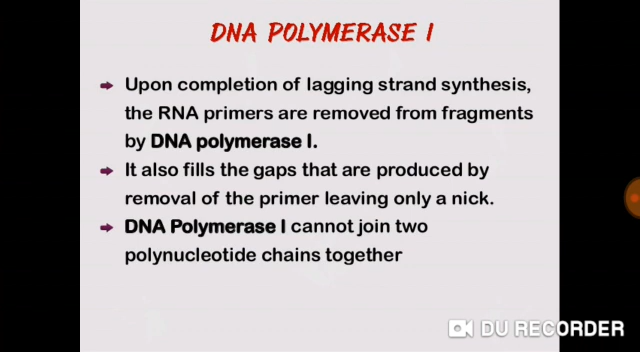 DNA POLYMERASE I
Upon completion of lagging strand synthesis,
the RNA primers are removed from fragments
by DNA polymerase I.
It also fills the gaps that are produced by
removal of the primer leaving only a nick.
DNA Polymerase I cannot join two
polynucleotide chains together
DU RECORDER